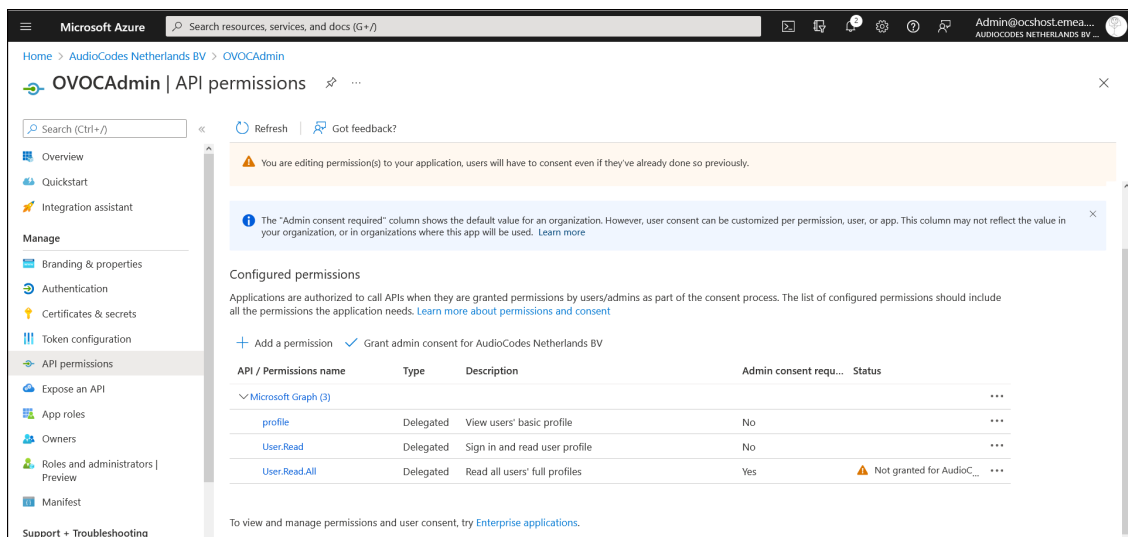 Microsoft Azure
Search resources, services, and docs (G+/)
2
Admin@ocshost.emea....
AUDIOCODES NETHERLANDS BV ...
Home > AudioCodes Netherlands BV > OVOCAdmin
OVOCAdmin | API permissions ...
Search (Ctrl+/)
Refresh
Got feedback?
Overview
Quickstart
Integration assistant
Manage
Branding & properties
Authentication
Certificates & secrets
Token configuration
API permissions
Expose an API
App roles
Owners
Roles and administrators |
Preview
Manifest
Support + Troubleshooting
You are editing permission(s) to your application, users will have to consent even if they've already done so previously.
The "Admin consent required" column shows the default value for an organization. However, user consent can be customized per permission, user, or app. This column may not reflect the value in
your organization, or in organizations where this app will be used. Learn more
Configured permissions
Applications are authorized to call APIs when they are granted permissions by users/admins as part of the consent process. The list of configured permissions should include
all the permissions the application needs. Learn more about permissions and consent
Add a permission Grant admin consent for AudioCodes Netherlands BV
API / Permissions name Type Description Admin consent requ... Status
Microsoft Graph (3) ...
profile Delegated View users' basic profile No ...
User.Read Delegated Sign in and read user profile No ...
User.Read.All Delegated Read all users' full profiles Yes Not granted for AudioC... ...
To view and manage permissions and user consent, try Enterprise applications.